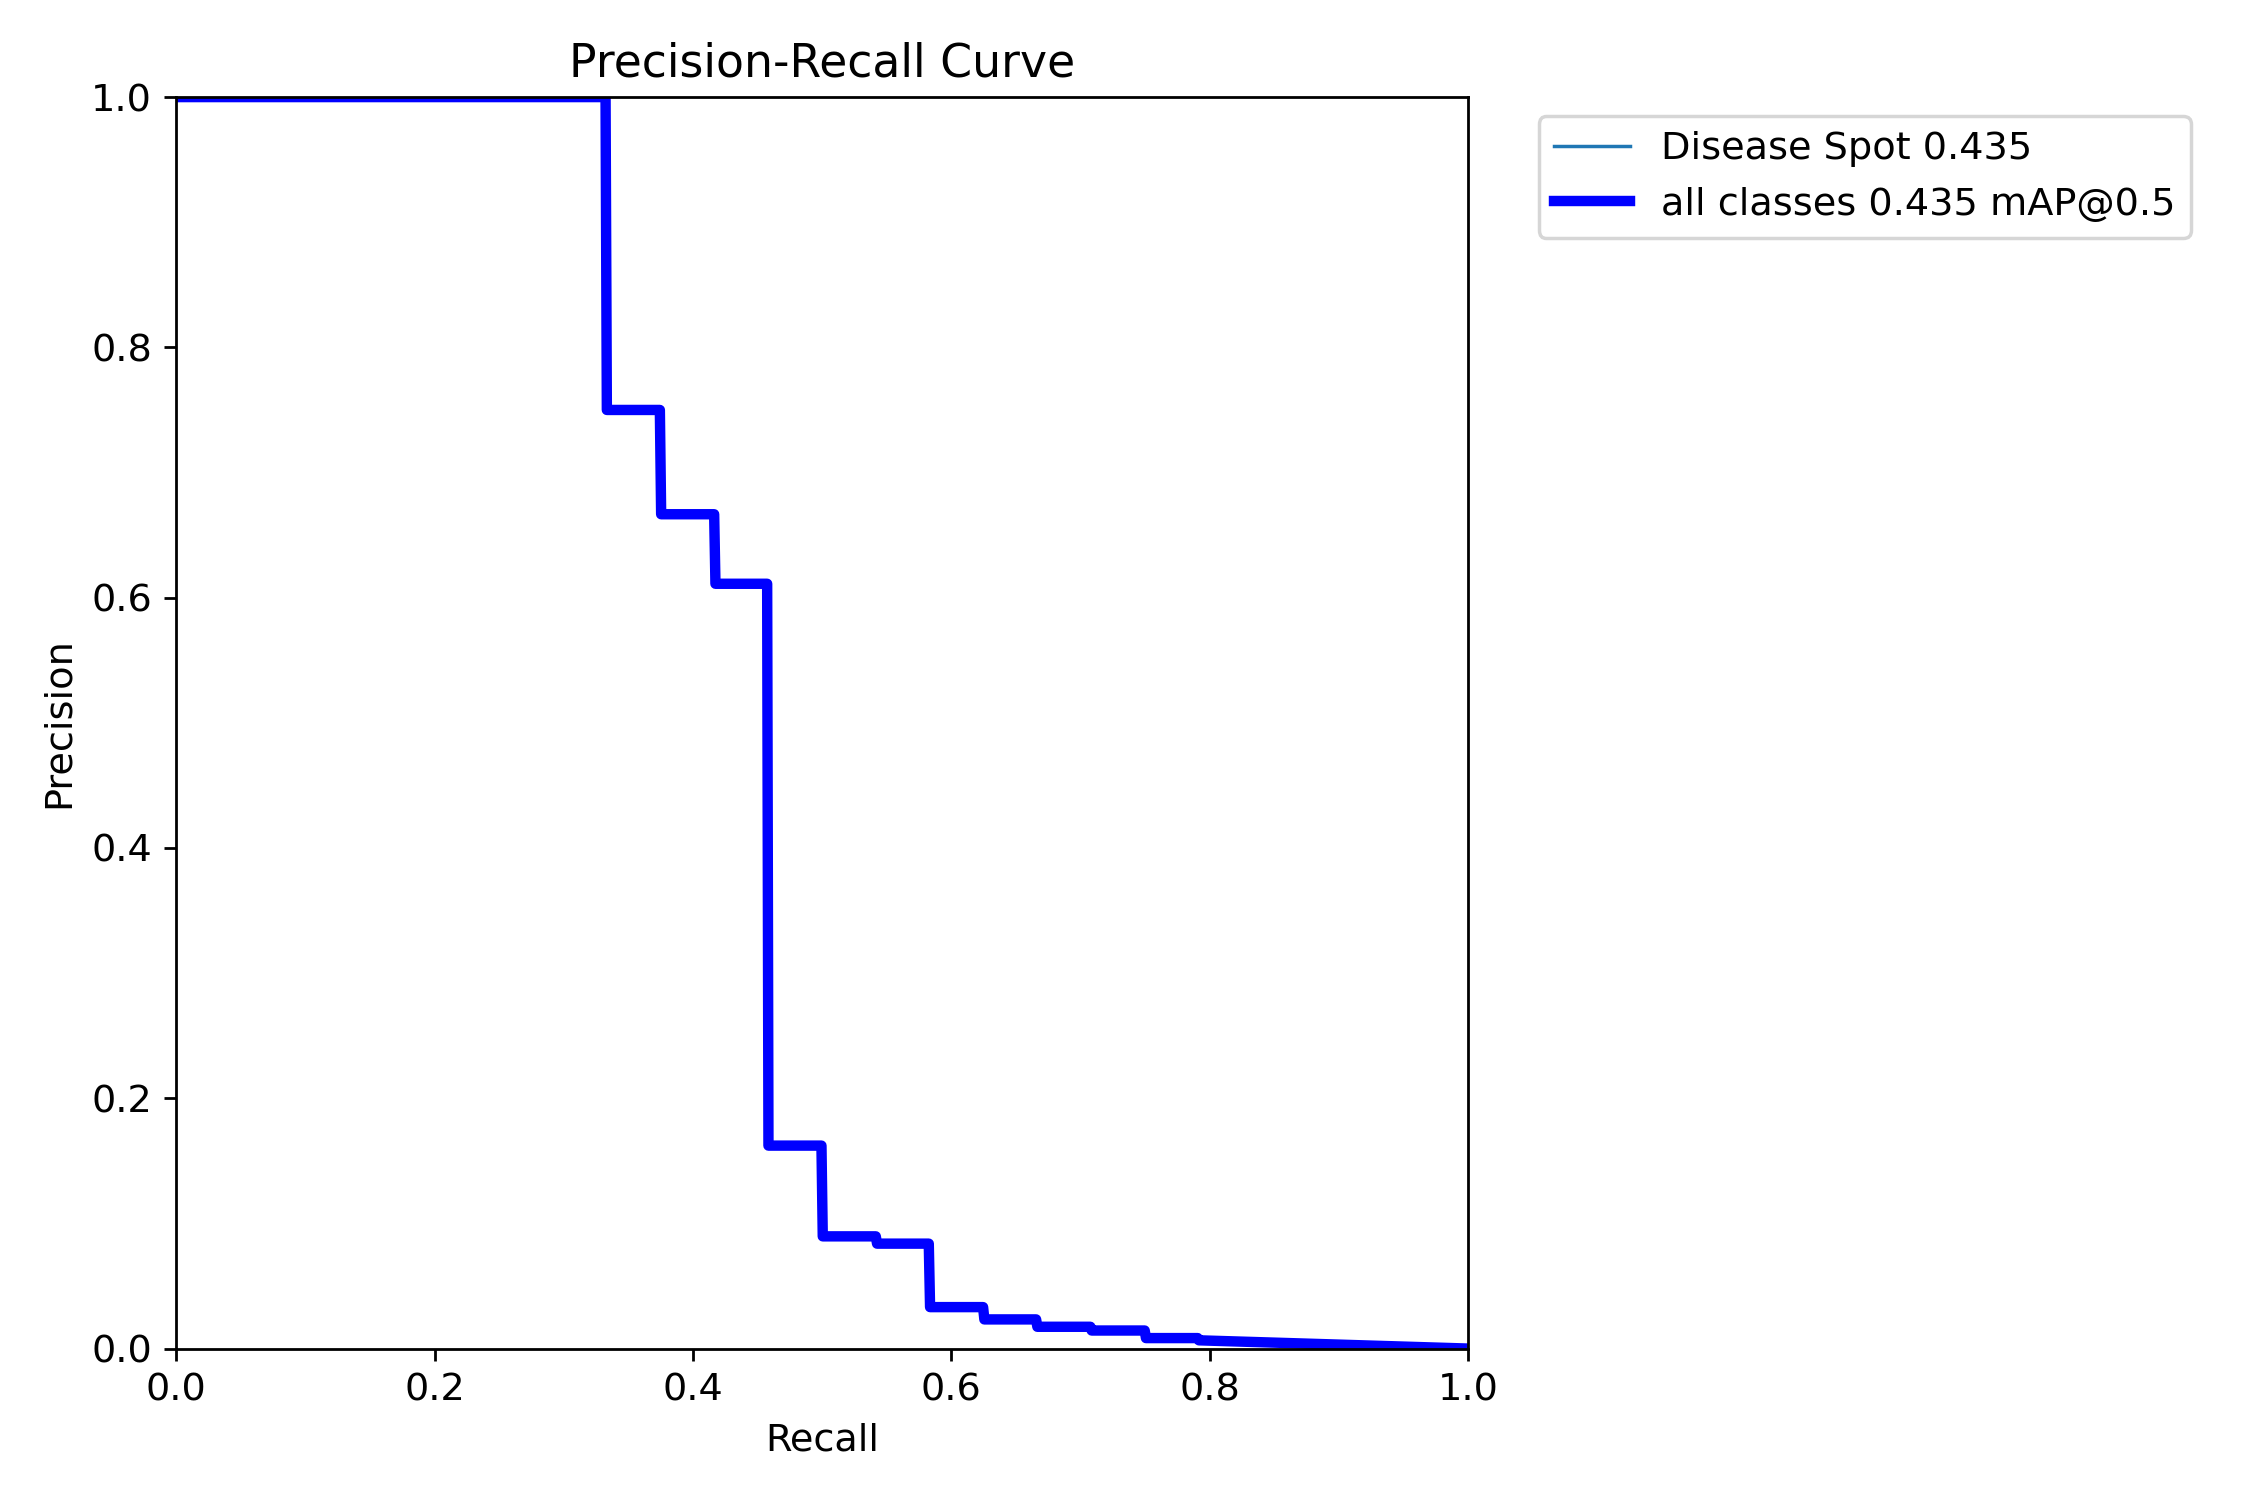 Precision-Recall Curve
1.0
0.8
0.6
0.4
0.2
0.0
Precision
0.0 0.2 0.4 0.6 0.8 1.0
Recall
Disease Spot 0.435
all classes 0.435 mAP@0.5